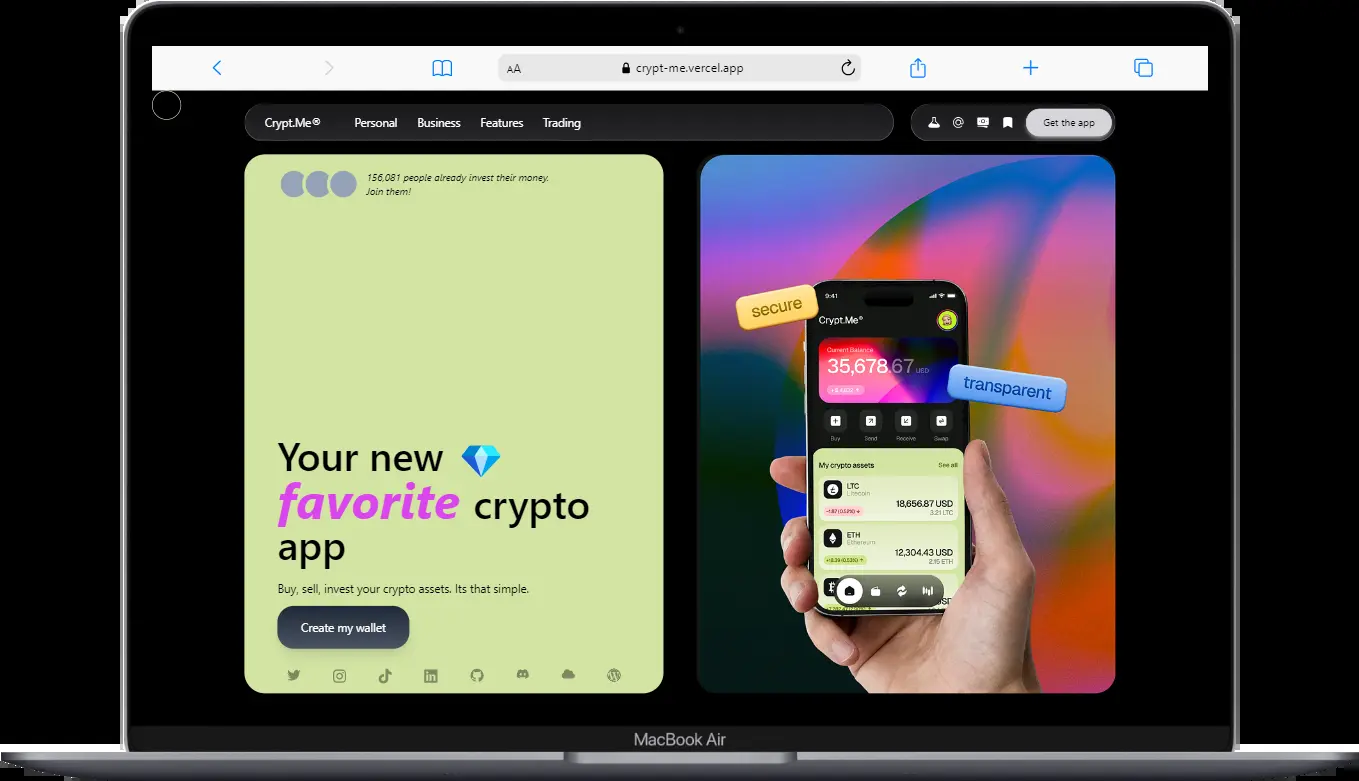 AA
crypt-me.vercel.app
Crypt.Me®
Personal
Business
Features
Trading
Get the app
156,081 people already invest their money.
Join them!
Your new
favorite crypto
app
Buy, sell, invest your crypto assets. Its that simple.
Create my wallet
secure
transparent
9:41
Crypt.Me®
Current Balance
35,678.67 USD
Buy
Send
Receive
Swap
My crypto assets
See all
LTC
Litecoin
18,656.87 USD
3.21 LTC
ETH
Ethereum
12,304.43 USD
2.15 ETH
MacBook Air